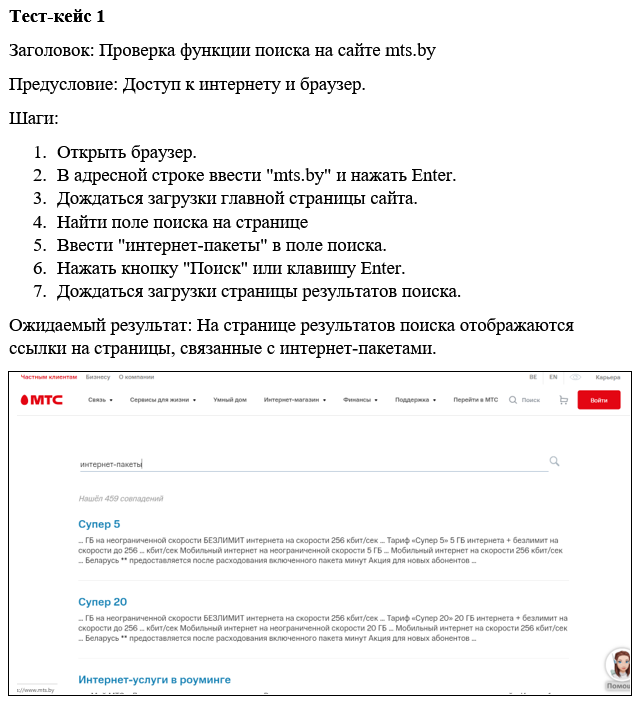 Тест-кейс 1
Заголовок: Проверка функции поиска на сайте mts.by
Предусловие: Доступ к интернету и браузер.
Шаги:
1. Открыть браузер.
2. В адресной строке ввести "mts.by" и нажать Enter.
3. Дождаться загрузки главной страницы сайта.
4. Найти поле поиска на странице
5. Ввести "интернет-пакеты" в поле поиска.
6. Нажать кнопку "Поиск" или клавишу Enter.
7. Дождаться загрузки страницы результатов поиска.
Ожидаемый результат: На странице результатов поиска отображаются
ссылки на страницы, связанные с интернет-пакетами.
Частным клиентам Бизнесу О компании BE EN Карьера
МТС Связь Сервисы для жизни Умный дом Интернет-магазин Финансы Поддержка Перейти в МТС Поиск Войти
интернет-пакеты
Нашёл 459 совпадений
Супер 5
... ГБ на неограниченной скорости БЕЗЛИМИТ интернета на скорости 256 кбит/сек ... Тариф «Супер 5» 5 ГБ интернета + безлимит на
скорости до 256 ... кбит/сек Мобильный интернет на неограниченной скорости 5 ГБ ... Мобильный интернет на скорости 256 кбит/сек
... Беларусь ** предоставляется после расходования включенного пакета минут Акция для новых абонентов ...
Супер 20
... ГБ на неограниченной скорости БЕЗЛИМИТ интернета на скорости 256 кбит/сек ... Тариф «Супер 20» 20 ГБ интернета + безлимит на
скорости до 256 ... кбит/сек Мобильный интернет на неограниченной скорости 20 ГБ ... Мобильный интернет на скорости 256 кбит/сек
... Беларусь ** предоставляется после расходования включенного пакета минут Акция для новых абонентов ...
Интернет-услуги в роуминге
s://www.mts.by